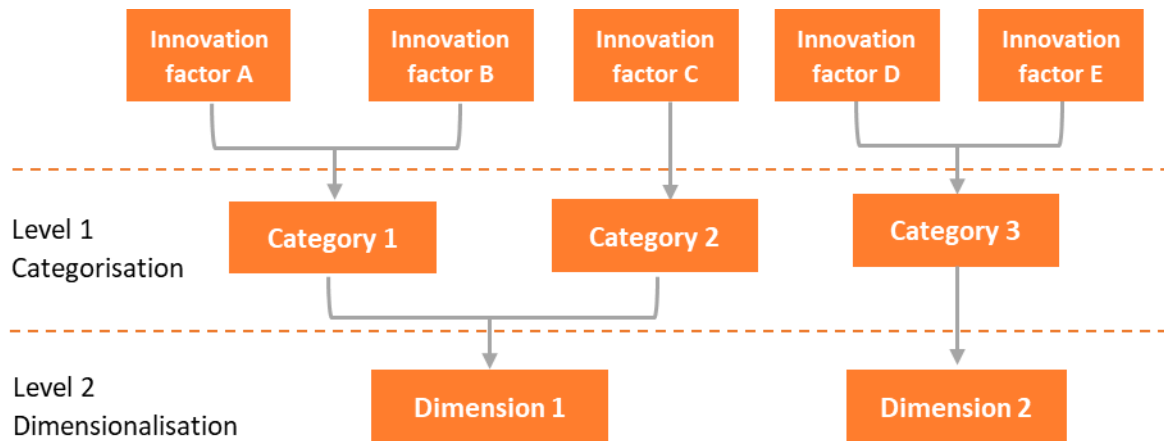 Innovation
factor A
Innovation
factor B
Innovation
factor C
Innovation
factor D
Innovation
factor E
Level 1
Categorisation
Category 1
Category 2
Category 3
Level 2
Dimensionalisation
Dimension 1
Dimension 2